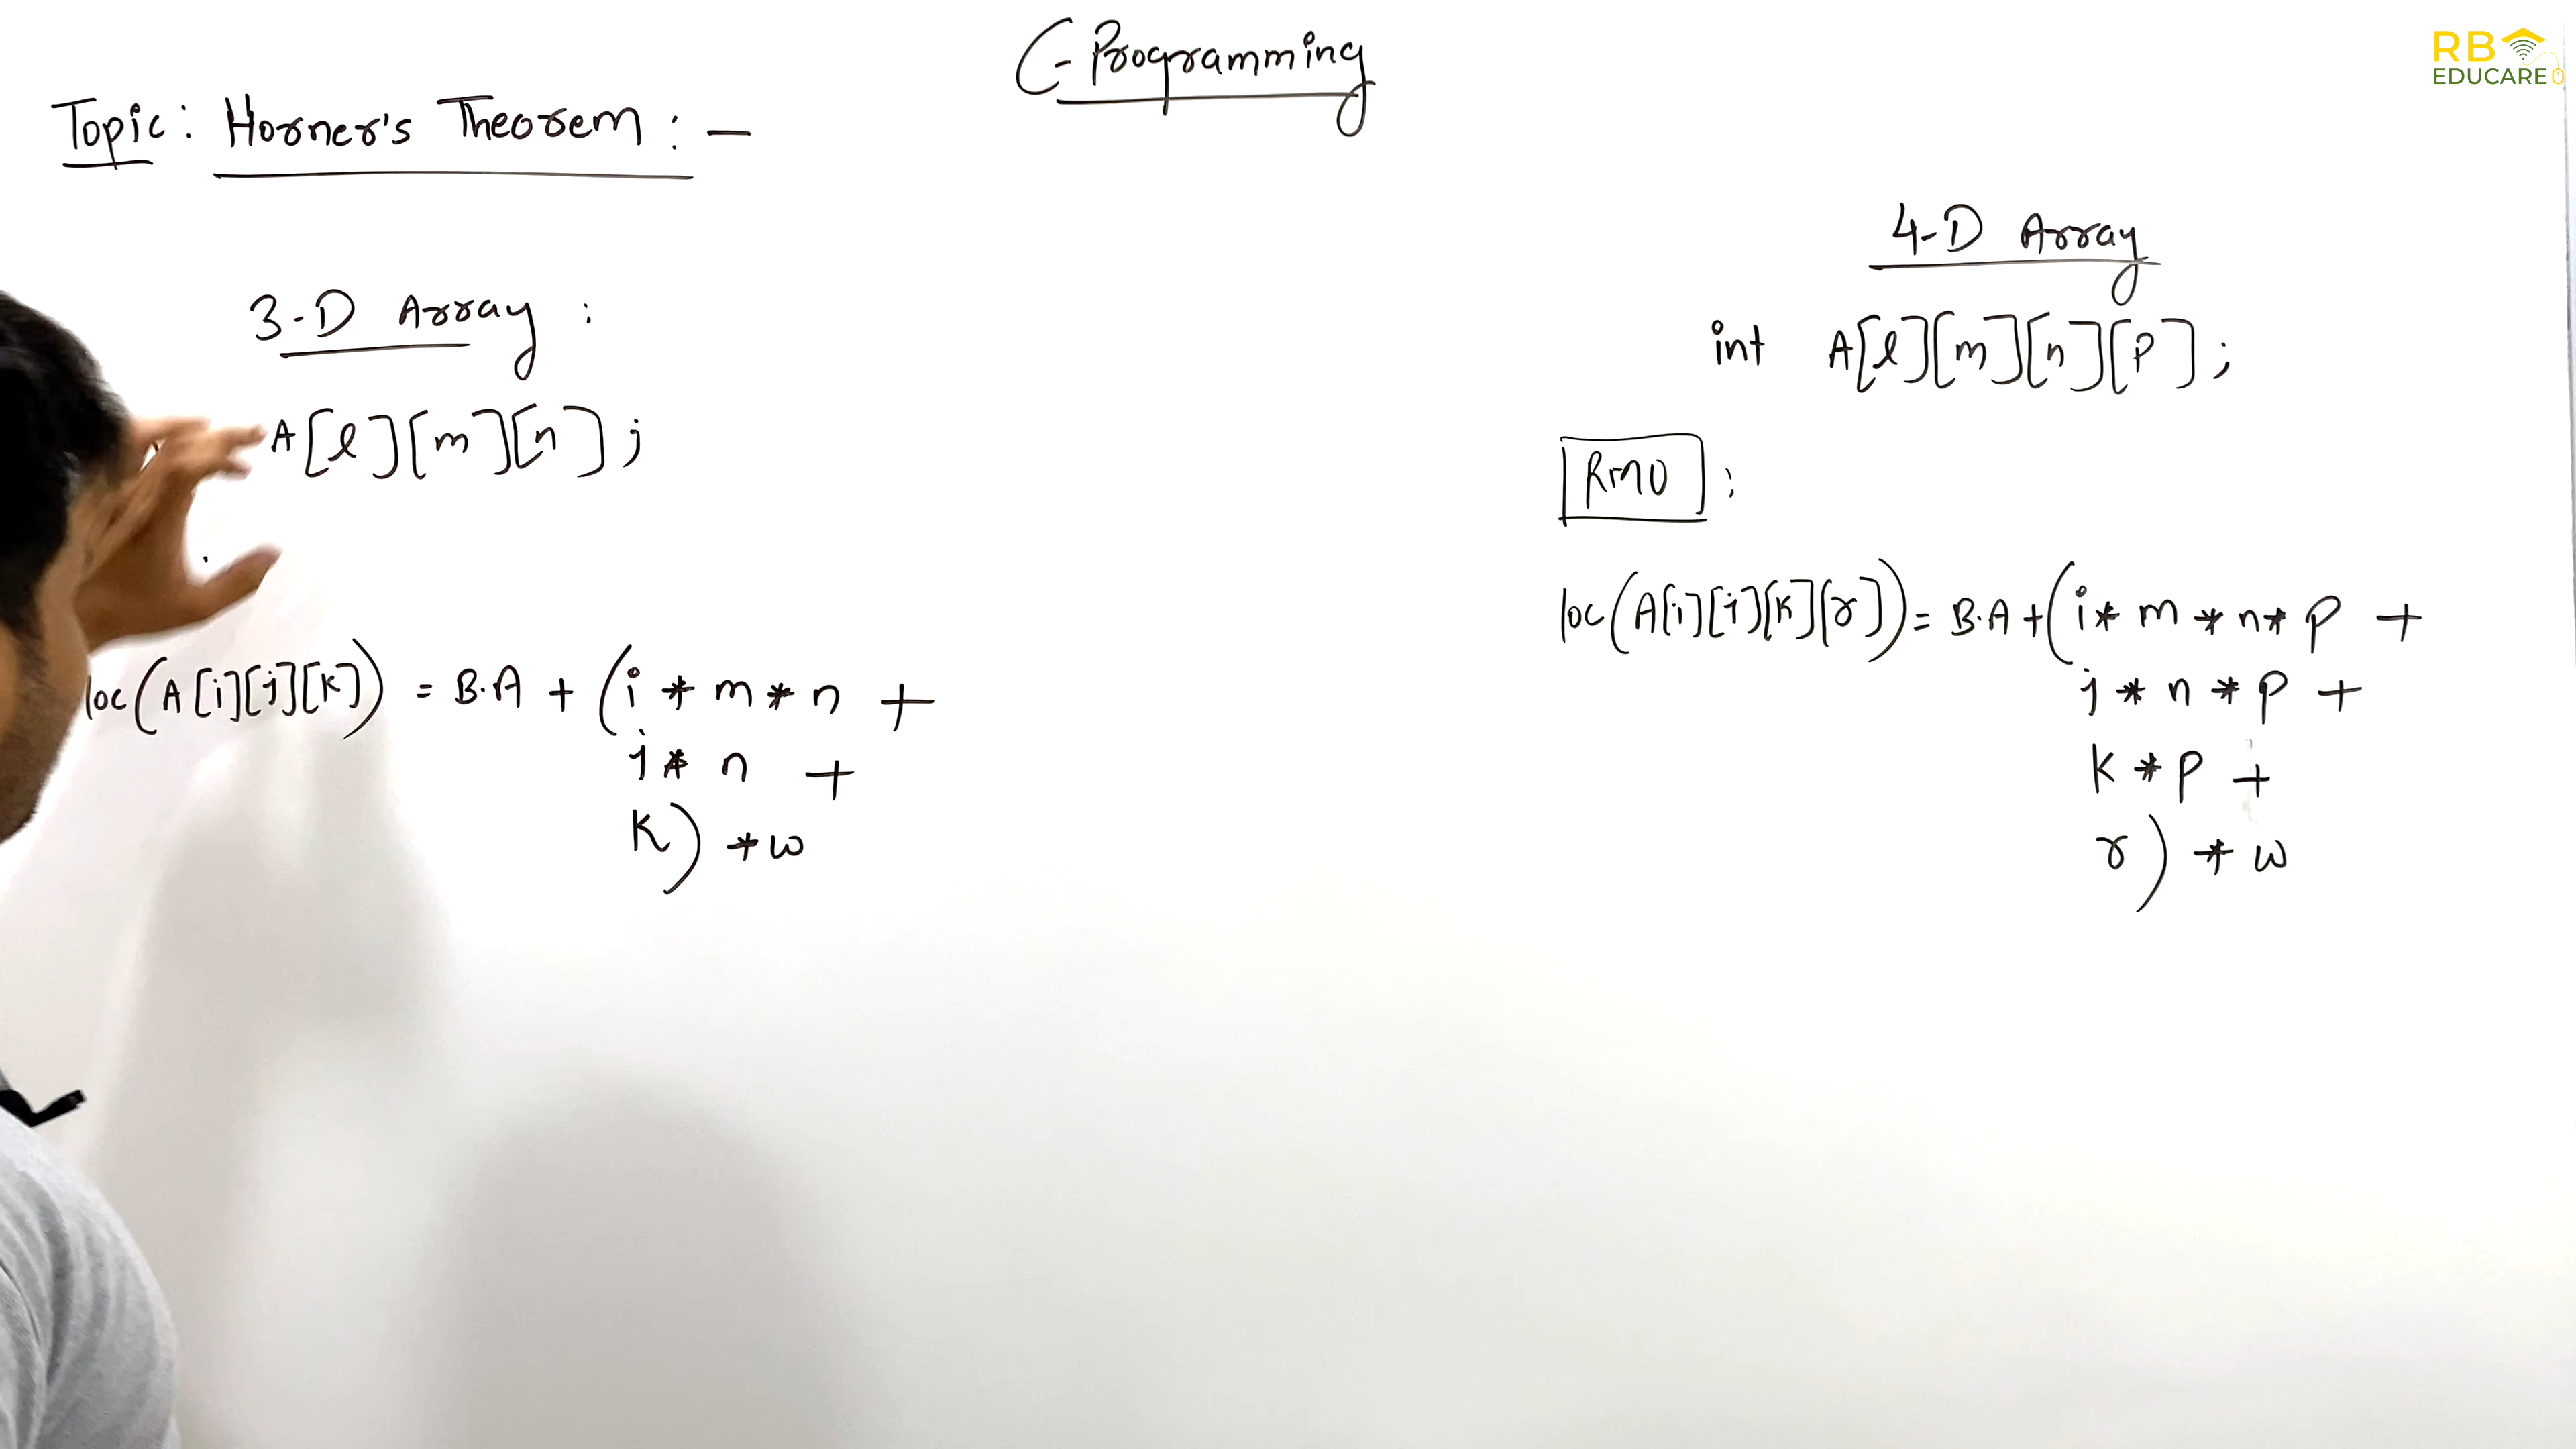 C-Programming
RB
EDUCARE
Topic: Horner's Theorem :-
3-D Array :
A[l][m][n];
loc(A[i][j][k]) = B.A + (i * m * n +
j * n +
k) * w
4-D Array
int A[l][m][n][p];
RMO :
loc(A[i][j][k][r]) = B.A + (i * m * n * p +
j * n * p +
k * p +
r) * w